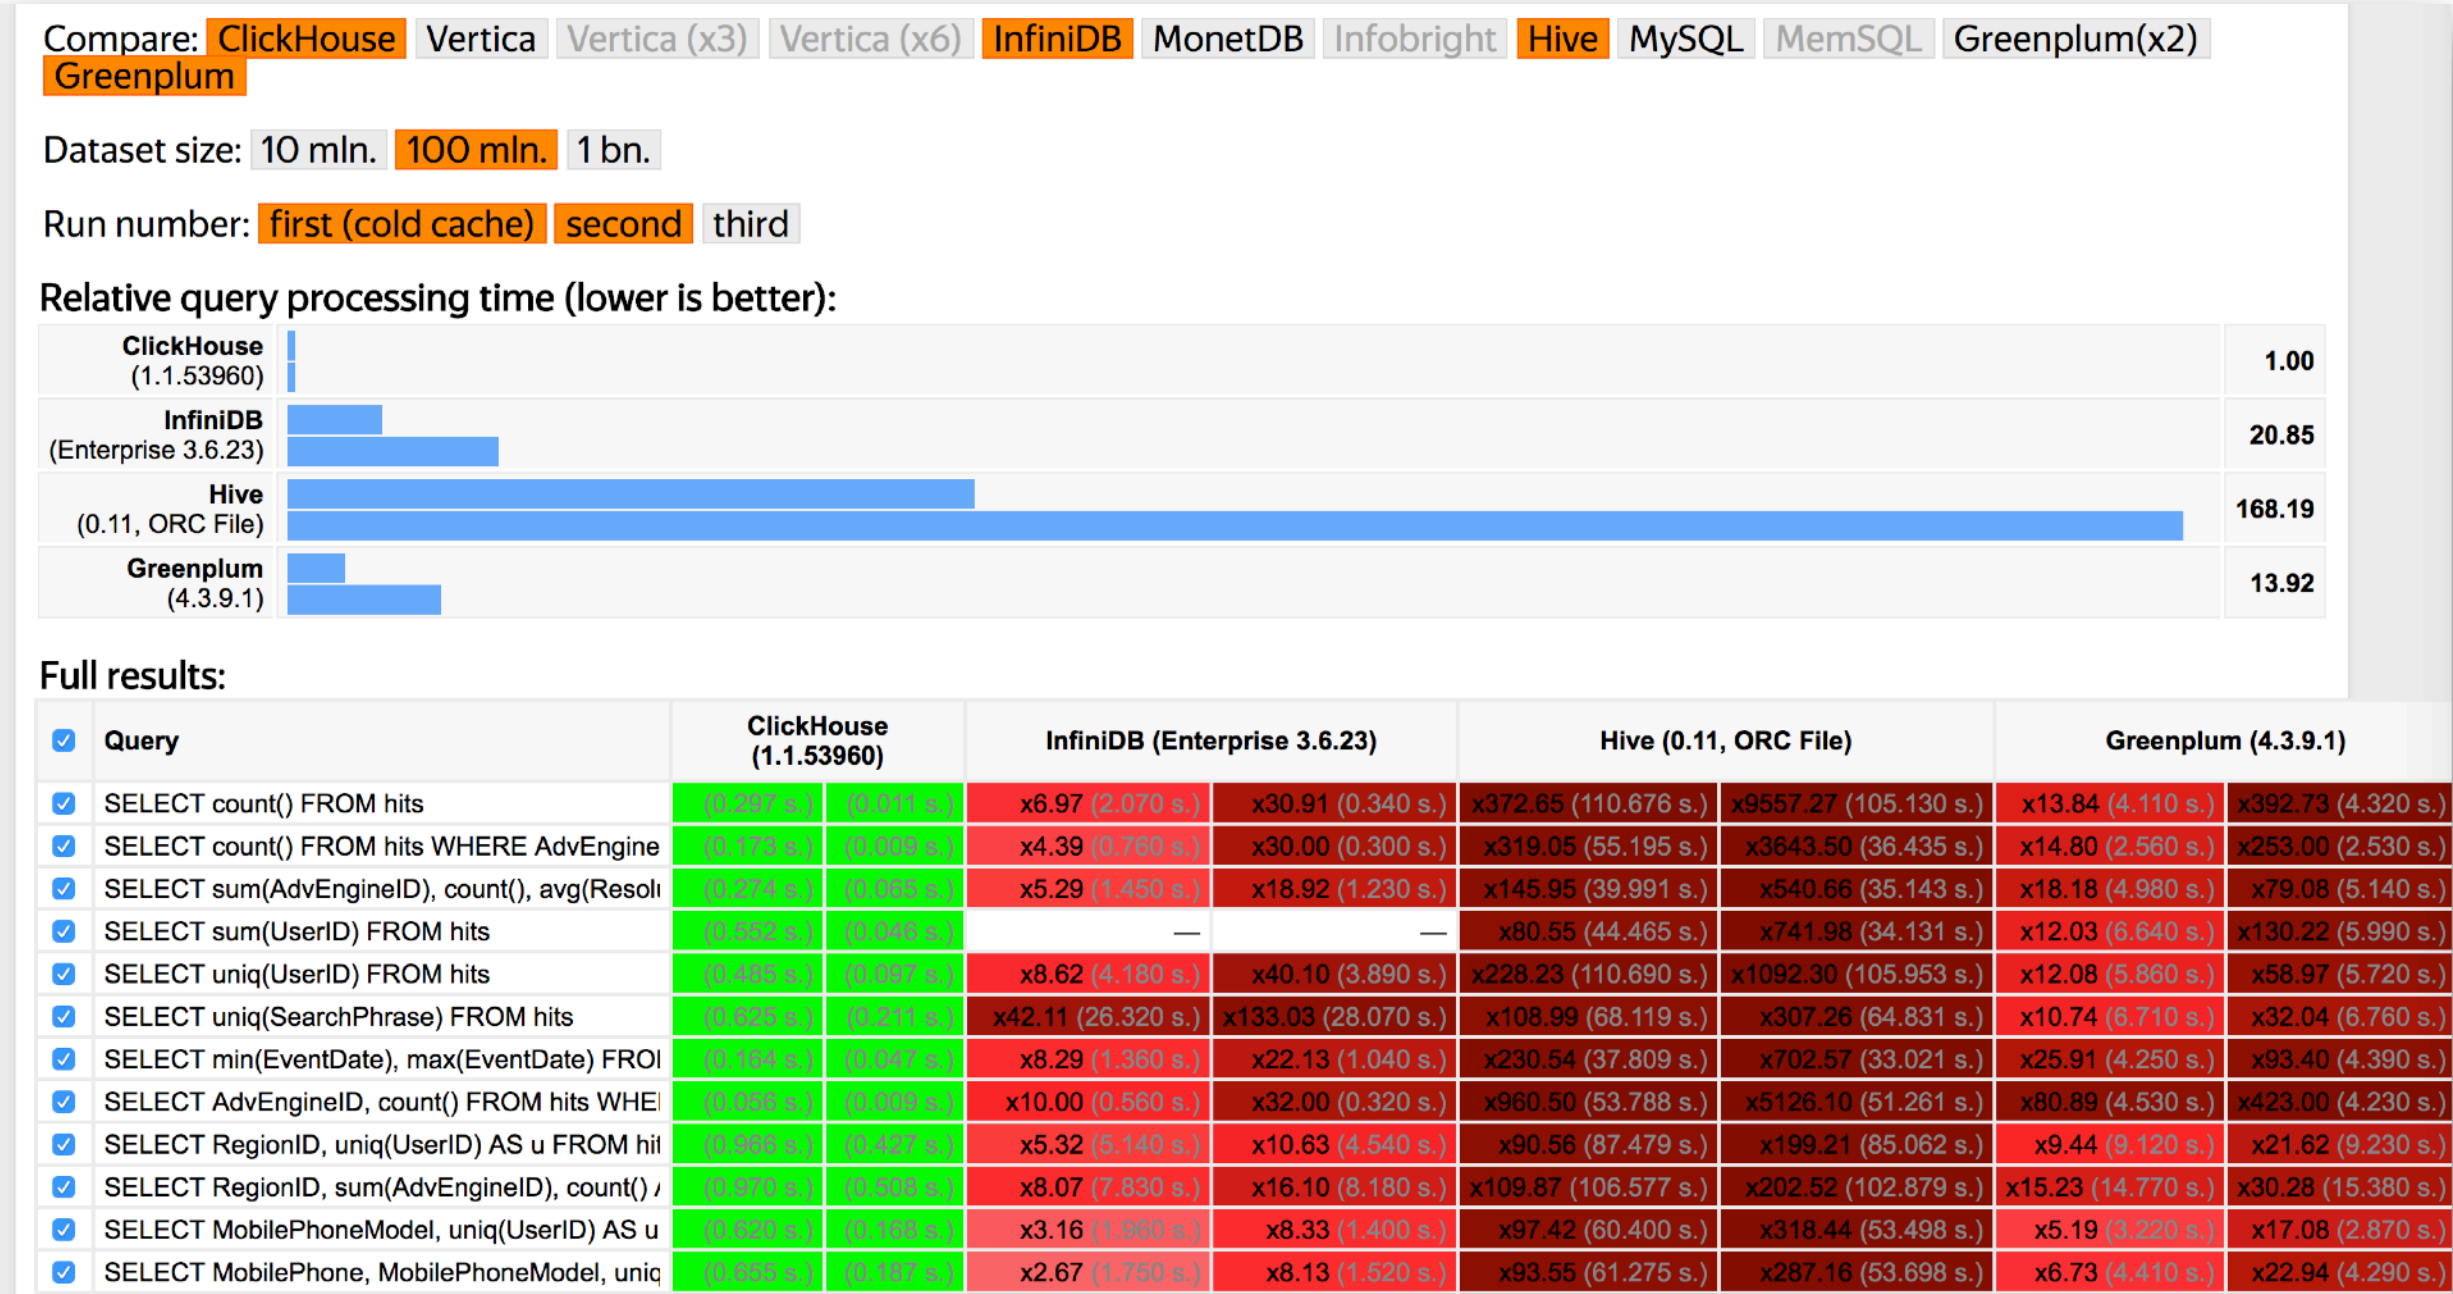 Compare: ClickHouse Vertica Vertica (x3) Vertica (x6) InfiniDB MonetDB Infobright Hive MySQL MemSQL Greenplum(x2)
Greenplum
Dataset size: 10 mln. 100 mln. 1 bn.
Run number: first (cold cache) second third
Relative query processing time (lower is better):
ClickHouse
(1.1.53960)
1.00
InfiniDB
(Enterprise 3.6.23)
20.85
Hive
(0.11, ORC File)
168.19
Greenplum
(4.3.9.1)
13.92
Full results:
Query ClickHouse (1.1.53960) InfiniDB (Enterprise 3.6.23) Hive (0.11, ORC File) Greenplum (4.3.9.1)
SELECT count() FROM hits (0.297 s.) (0.011 s.) x6.97 (2.070 s.) x30.91 (0.340 s.) x372.65 (110.676 s.) x9557.27 (105.130 s.) x13.84 (4.110 s.) x392.73 (4.320 s.)
SELECT count() FROM hits WHERE AdvEngine (0.173 s.) (0.009 s.) x4.39 (0.760 s.) x30.00 (0.300 s.) x319.05 (55.195 s.) x3643.50 (36.435 s.) x14.80 (2.560 s.) x253.00 (2.530 s.)
SELECT sum(AdvEngineID), count(), avg(Resolu (0.274 s.) (0.065 s.) x5.29 (1.450 s.) x18.92 (1.230 s.) x145.95 (39.991 s.) x540.66 (35.143 s.) x18.18 (4.980 s.) x79.08 (5.140 s.)
SELECT sum(UserID) FROM hits (0.552 s.) (0.046 s.) — — x80.55 (44.465 s.) x741.98 (34.131 s.) x12.03 (6.640 s.) x130.22 (5.990 s.)
SELECT uniq(UserID) FROM hits (0.485 s.) (0.097 s.) x8.62 (4.180 s.) x40.10 (3.890 s.) x228.23 (110.690 s.) x1092.30 (105.953 s.) x12.08 (5.860 s.) x58.97 (5.720 s.)
SELECT uniq(SearchPhrase) FROM hits (0.625 s.) (0.211 s.) x42.11 (26.320 s.) x133.03 (28.070 s.) x108.99 (68.119 s.) x307.26 (64.831 s.) x10.74 (6.710 s.) x32.04 (6.760 s.)
SELECT min(EventDate), max(EventDate) FROI (0.164 s.) (0.047 s.) x8.29 (1.360 s.) x22.13 (1.040 s.) x230.54 (37.809 s.) x702.57 (33.021 s.) x25.91 (4.250 s.) x93.40 (4.390 s.)
SELECT AdvEngineID, count() FROM hits WHE (0.056 s.) (0.009 s.) x10.00 (0.560 s.) x32.00 (0.320 s.) x960.50 (53.788 s.) x5126.10 (51.261 s.) x80.89 (4.530 s.) x423.00 (4.230 s.)
SELECT RegionID, uniq(UserID) AS u FROM hit (0.966 s.) (0.427 s.) x5.32 (5.140 s.) x10.63 (4.540 s.) x90.56 (87.479 s.) x199.21 (85.062 s.) x9.44 (9.120 s.) x21.62 (9.230 s.)
SELECT RegionID, sum(AdvEngineID), count() (0.970 s.) (0.508 s.) x8.07 (7.830 s.) x16.10 (8.180 s.) x109.87 (106.577 s.) x202.52 (102.879 s.) x15.23 (14.770 s.) x30.28 (15.380 s.)
SELECT MobilePhoneModel, uniq(UserID) AS u (0.620 s.) (0.168 s.) x3.16 (1.960 s.) x8.33 (1.400 s.) x97.42 (60.400 s.) x318.44 (53.498 s.) x5.19 (3.220 s.) x17.08 (2.870 s.)
SELECT MobilePhone, MobilePhoneModel, uniq (0.655 s.) (0.187 s.) x2.67 (1.750 s.) x8.13 (1.520 s.) x93.55 (61.275 s.) x287.16 (53.698 s.) x6.73 (4.410 s.) x22.94 (4.290 s.)